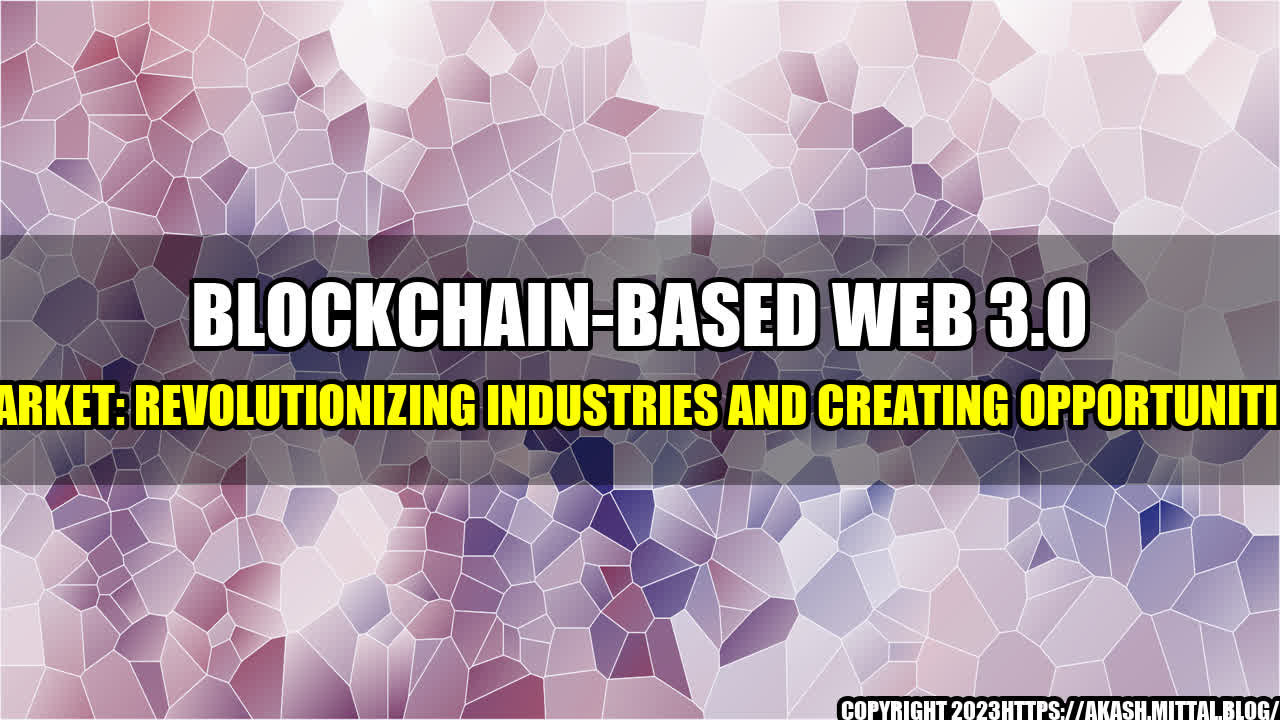 BLOCKCHAIN-BASED WEB 3.0
ARKET: REVOLUTIONIZING INDUSTRIES AND CREATING OPPORTUNITI
COPYRIGHT 2023HTTPS://AKASH.MITTAL.BLOG/